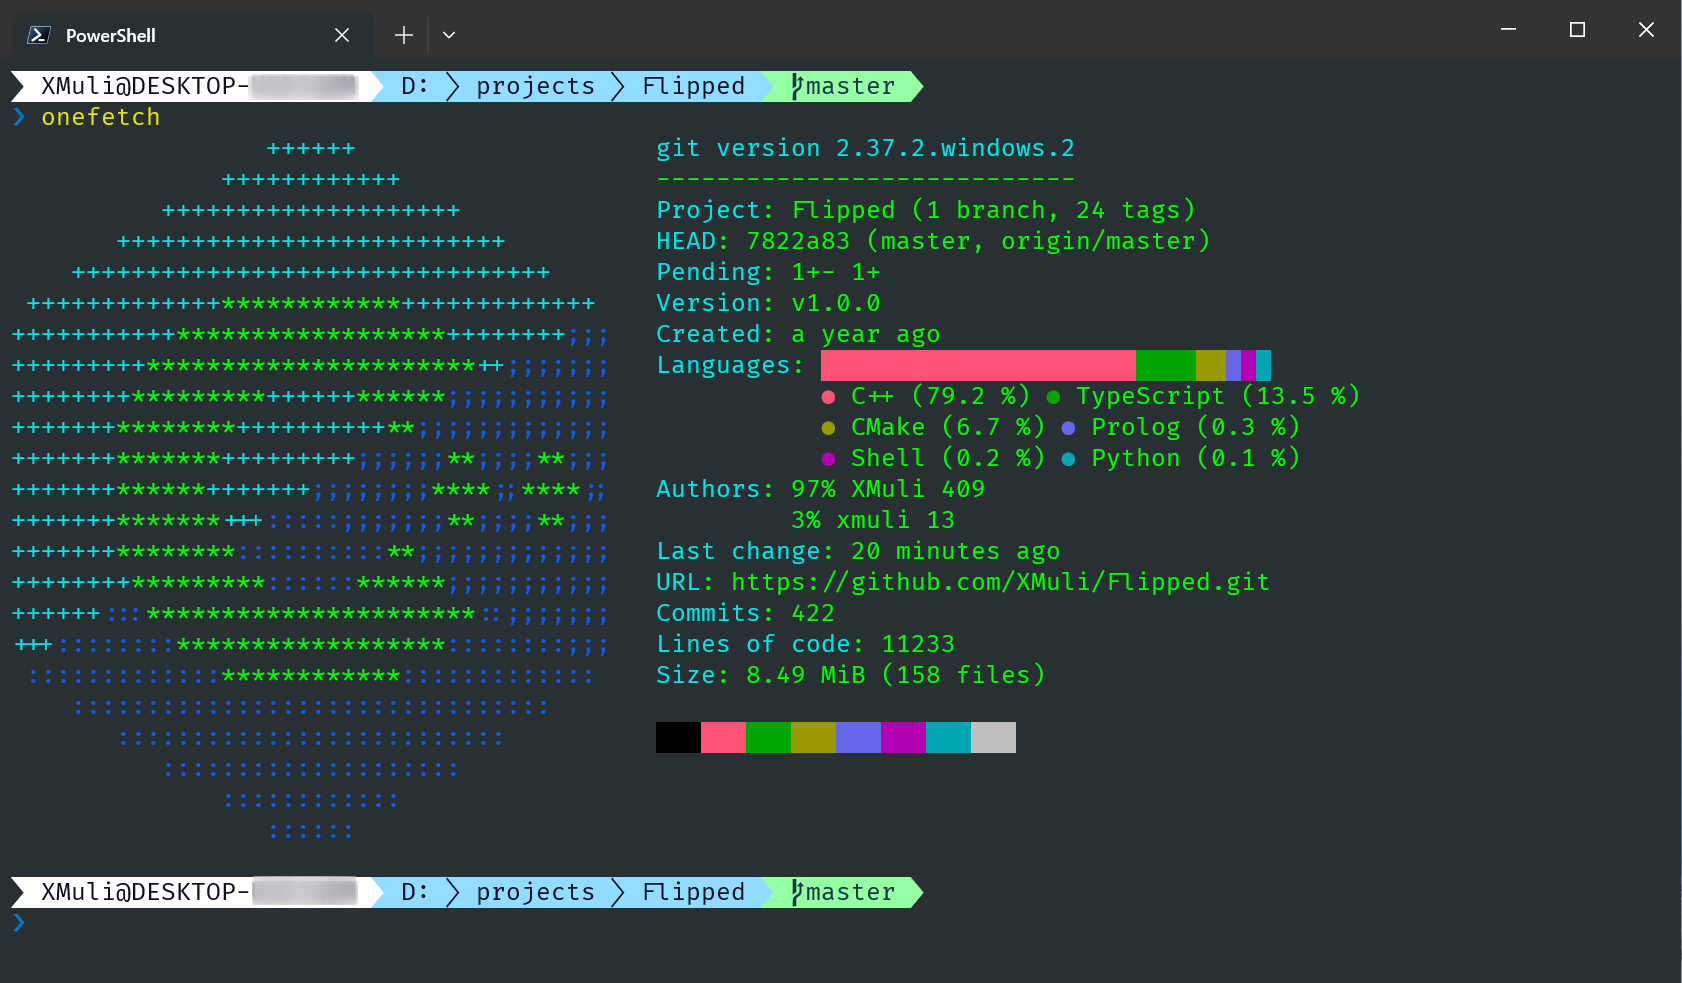 PowerShell
XMuli@DESKTOP- D: projects Flipped master
❯ onefetch
git version 2.37.2.windows.2
----------------------------
Project: Flipped (1 branch, 24 tags)
HEAD: 7822a83 (master, origin/master)
Pending: 1+- 1+
Version: v1.0.0
Created: a year ago
Languages:
● C++ (79.2 %) ● TypeScript (13.5 %)
● CMake (6.7 %) ● Prolog (0.3 %)
● Shell (0.2 %) ● Python (0.1 %)
Authors: 97% XMuli 409
3% xmuli 13
Last change: 20 minutes ago
URL: https://github.com/XMuli/Flipped.git
Commits: 422
Lines of code: 11233
Size: 8.49 MiB (158 files)
XMuli@DESKTOP- D: projects Flipped master
❯